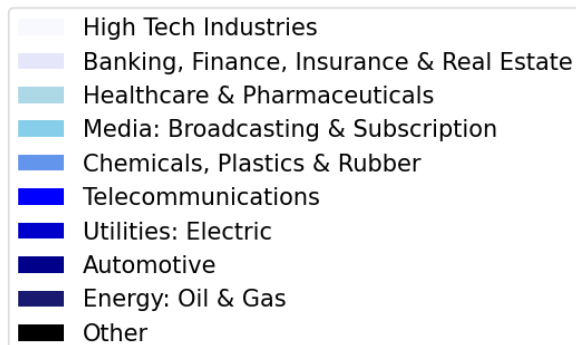 High Tech Industries
Banking, Finance, Insurance & Real Estate
Healthcare & Pharmaceuticals
Media: Broadcasting & Subscription
Chemicals, Plastics & Rubber
Telecommunications
Utilities: Electric
Automotive
Energy: Oil & Gas
Other